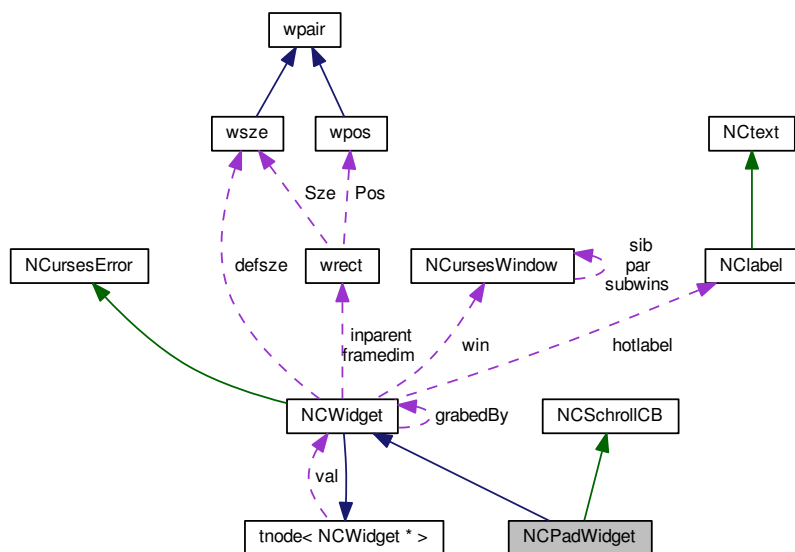 wpair
wsze
wpos
NCtext
Sze
Pos
NCursesError
defsze
wrect
NCursesWindow
sib
par
subwins
NClabel
inparent
framedim
win
hotlabel
NCWidget
grabedBy
NCSchrollCB
val
tnode< NCWidget * >
NCPadWidget